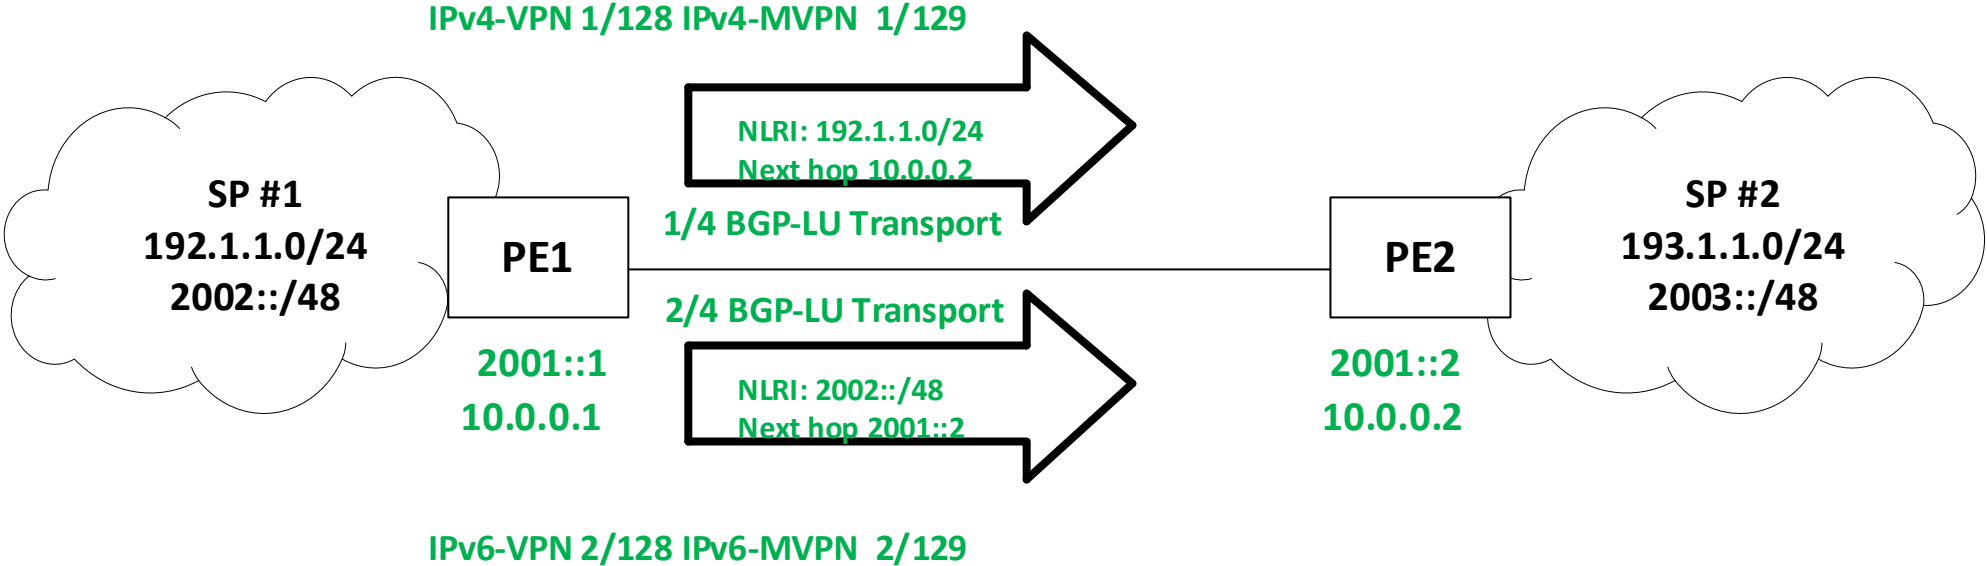 IPv4-VPN 1/128 IPv4-MVPN 1/129
NLRI: 192.1.1.0/24
Next hop 10.0.0.2
SP #1
192.1.1.0/24
2002::/48
PE1
1/4 BGP-LU Transport
2/4 BGP-LU Transport
PE2
SP #2
193.1.1.0/24
2003::/48
2001::1
10.0.0.1
NLRI: 2002::/48
Next hop 2001::2
2001::2
10.0.0.2
IPv6-VPN 2/128 IPv6-MVPN 2/129